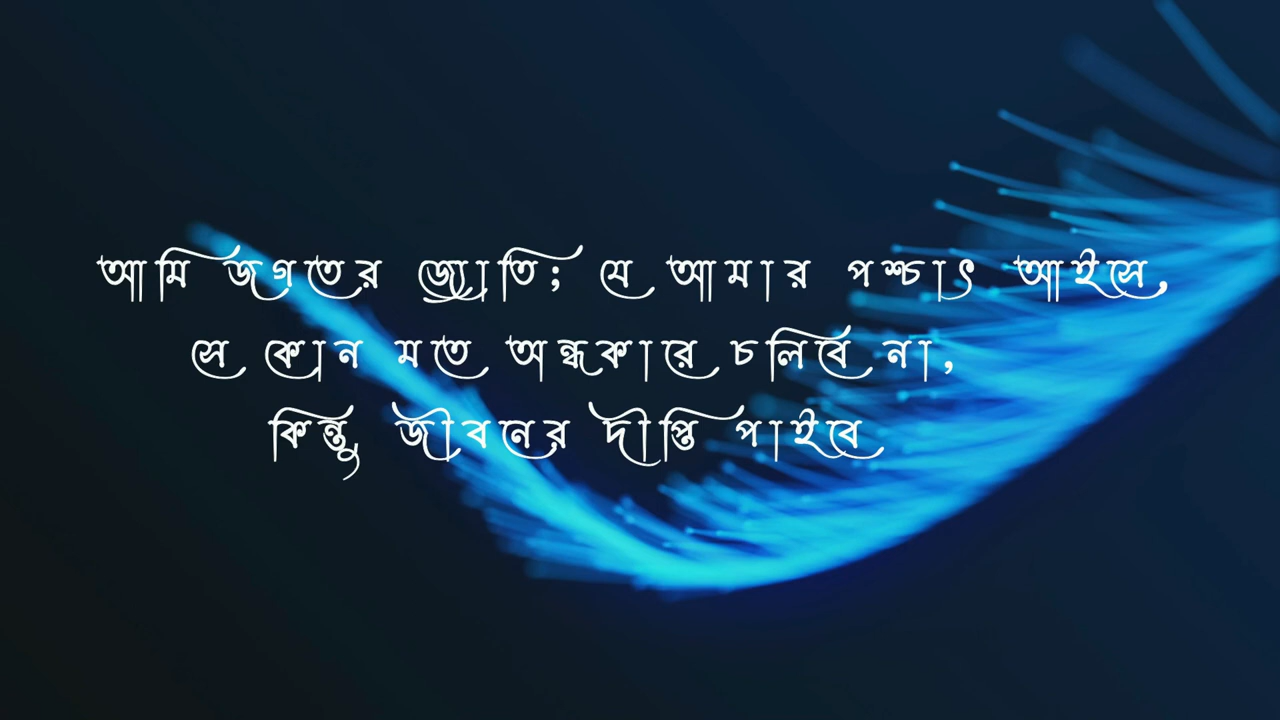 আমি জগতের জ্যোতি; যে আমার পশ্চাৎ আইসে,
সে কোন মতে অন্ধকারে চলিবে না,
কিন্তু জীবনের দীপ্তি পাইবে